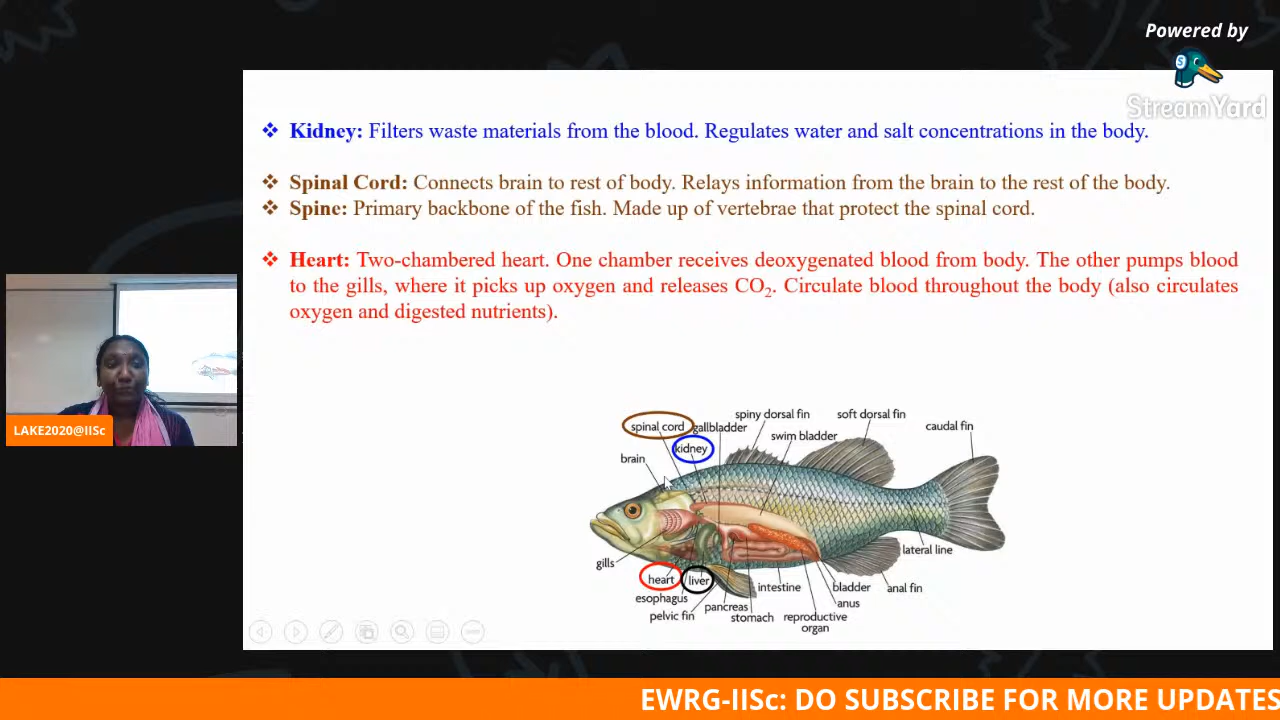 Powered by
StreamYard
❖ Kidney: Filters waste materials from the blood. Regulates water and salt concentrations in the body.
❖ Spinal Cord: Connects brain to rest of body. Relays information from the brain to the rest of the body.
❖ Spine: Primary backbone of the fish. Made up of vertebrae that protect the spinal cord.
❖ Heart: Two-chambered heart. One chamber receives deoxygenated blood from body. The other pumps blood
to the gills, where it picks up oxygen and releases CO₂. Circulate blood throughout the body (also circulates
oxygen and digested nutrients).
spiny dorsal fin
soft dorsal fin
spinal cord
gallbladder
caudal fin
swim bladder
kidney
brain
lateral line
gills
heart
liver
intestine
bladder
anal fin
esophagus
anus
pancreas
pelvic fin
stomach
reproductive
organ
LAKE2020@IISc
EWRG-IISc: DO SUBSCRIBE FOR MORE UPDATES